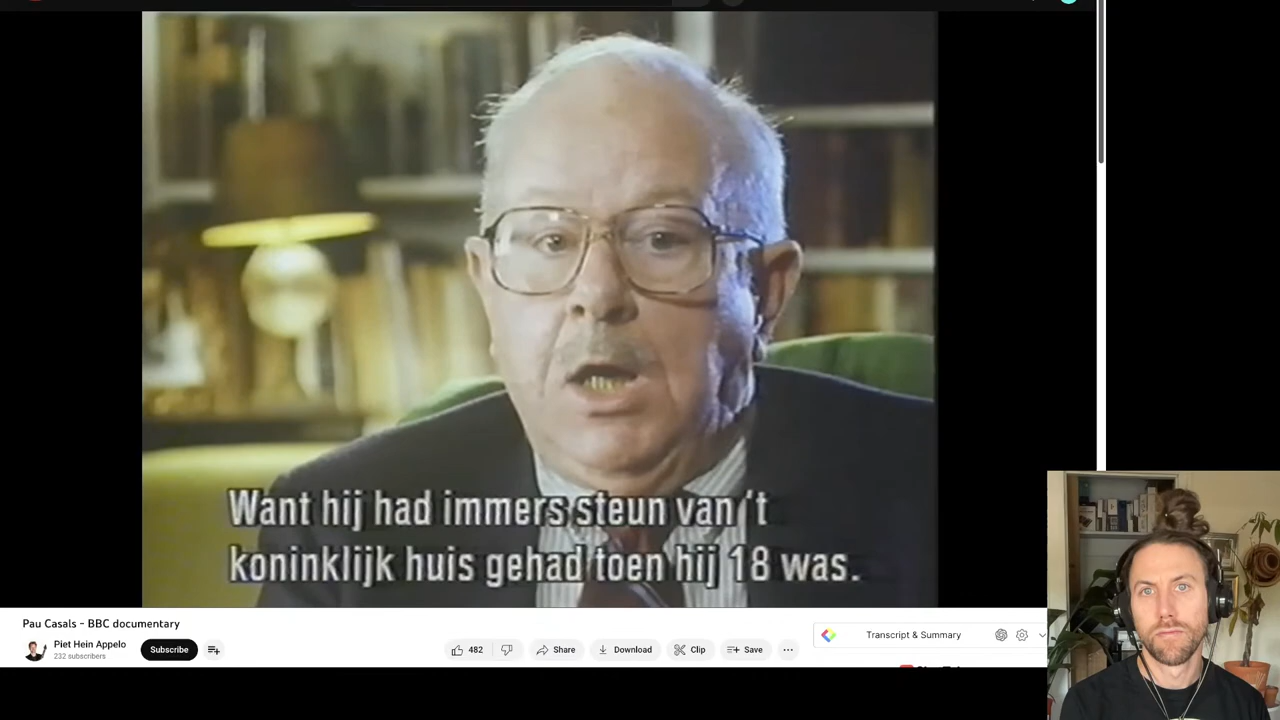 Want hij had immers steun van 't
koninklijk huis gehad toen hij 18 was.
Pau Casals - BBC documentary
Piet Hein Appelo
232 subscribers
Subscribe
482
Share
Download
Clip
Save
Transcript & Summary